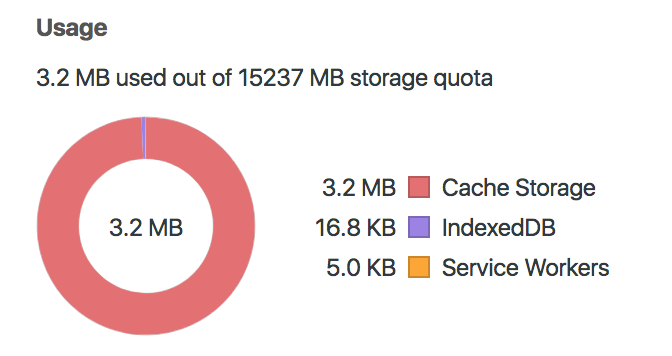 Usage
3.2 MB used out of 15237 MB storage quota
3.2 MB
3.2 MB Cache Storage
16.8 KB IndexedDB
5.0 KB Service Workers